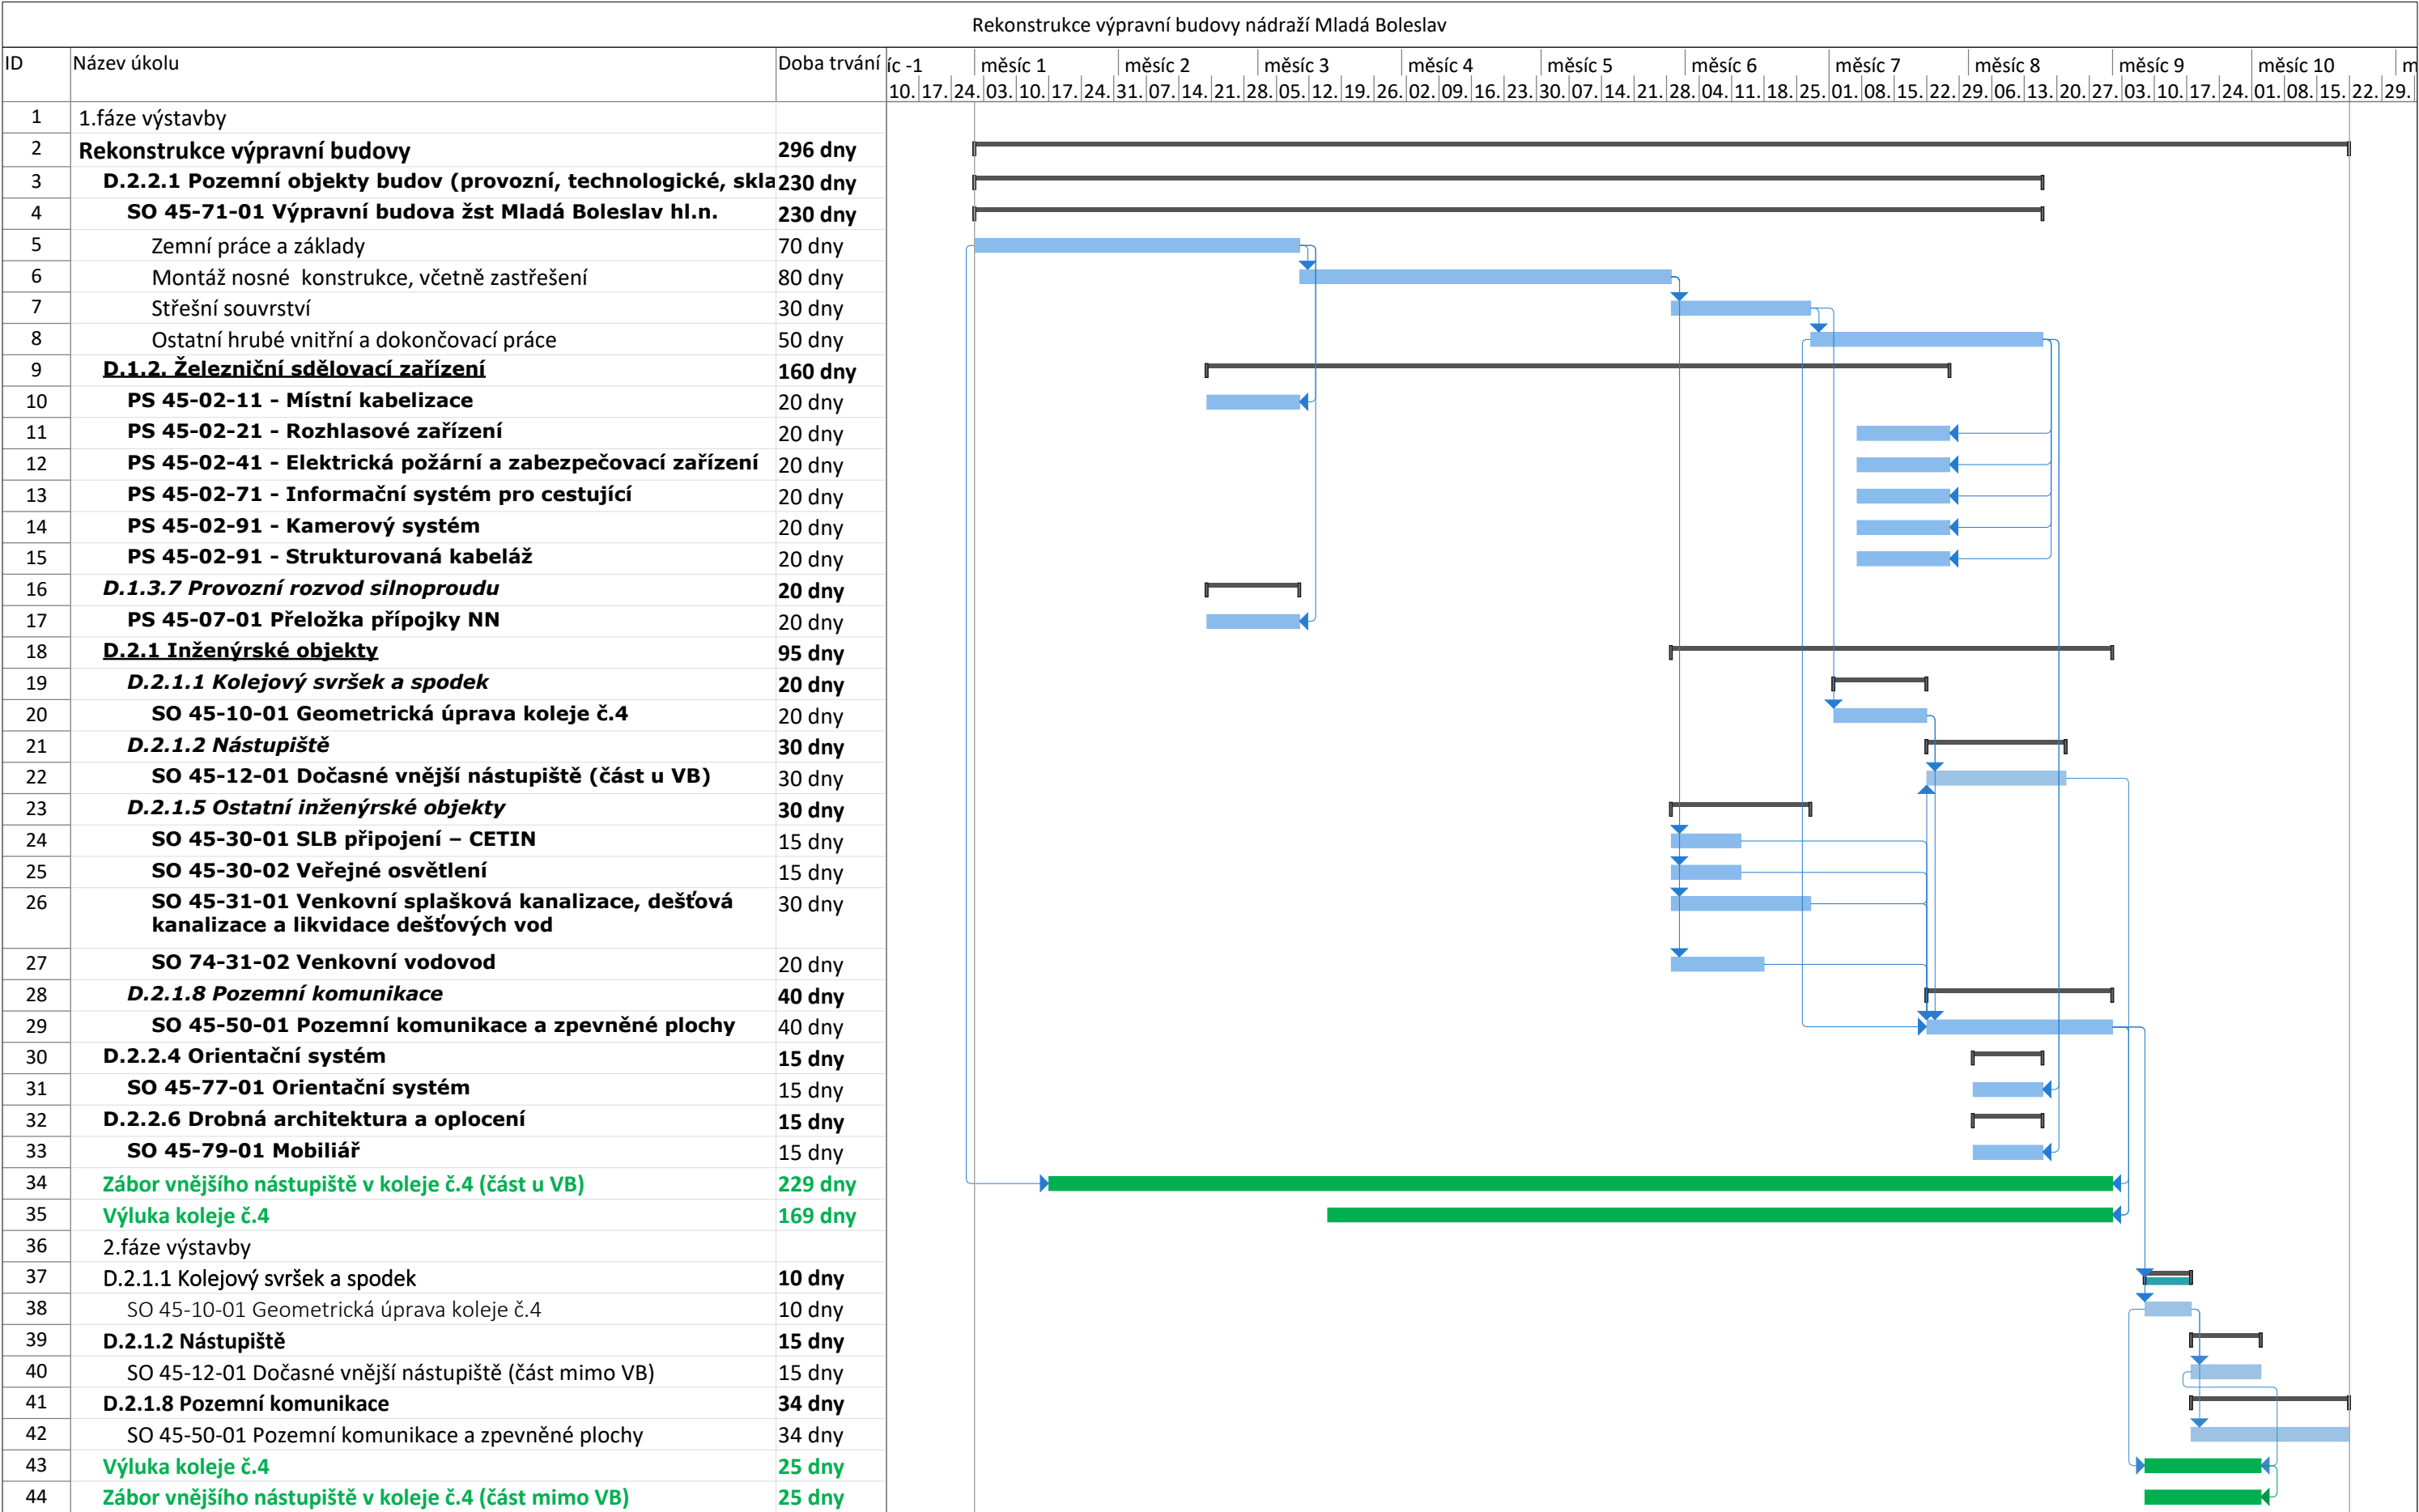 Rekonstrukce výpravní budovy nádraží Mladá Boleslav
ID Název úkolu Doba trvání íc -1 měsíc 1 měsíc 2 měsíc 3 měsíc 4 měsíc 5 měsíc 6 měsíc 7 měsíc 8 měsíc 9 měsíc 10 m
10. 17. 24. 03. 10. 17. 24. 31. 07. 14. 21. 28. 05. 12. 19. 26. 02. 09. 16. 23. 30. 07. 14. 21. 28. 04. 11. 18. 25. 01. 08. 15. 22. 29. 06. 13. 20. 27. 03. 10. 17. 24. 01. 08. 15. 22. 29.
1 1.fáze výstavby
2 Rekonstrukce výpravní budovy 296 dny
3 D.2.2.1 Pozemní objekty budov (provozní, technologické, skla 230 dny
4 SO 45-71-01 Výpravní budova žst Mladá Boleslav hl.n. 230 dny
5 Zemní práce a základy 70 dny
6 Montáž nosné konstrukce, včetně zastřešení 80 dny
7 Střešní souvrství 30 dny
8 Ostatní hrubé vnitřní a dokončovací práce 50 dny
9 D.1.2. Železniční sdělovací zařízení 160 dny
10 PS 45-02-11 - Místní kabelizace 20 dny
11 PS 45-02-21 - Rozhlasové zařízení 20 dny
12 PS 45-02-41 - Elektrická požární a zabezpečovací zařízení 20 dny
13 PS 45-02-71 - Informační systém pro cestující 20 dny
14 PS 45-02-91 - Kamerový systém 20 dny
15 PS 45-02-91 - Strukturovaná kabeláž 20 dny
16 D.1.3.7 Provozní rozvod silnoproudu 20 dny
17 PS 45-07-01 Přeložka přípojky NN 20 dny
18 D.2.1 Inženýrské objekty 95 dny
19 D.2.1.1 Kolejový svršek a spodek 20 dny
20 SO 45-10-01 Geometrická úprava koleje č.4 20 dny
21 D.2.1.2 Nástupiště 30 dny
22 SO 45-12-01 Dočasné vnější nástupiště (část u VB) 30 dny
23 D.2.1.5 Ostatní inženýrské objekty 30 dny
24 SO 45-30-01 SLB připojení – CETIN 15 dny
25 SO 45-30-02 Veřejné osvětlení 15 dny
26 SO 45-31-01 Venkovní splašková kanalizace, dešťová 30 dny
kanalizace a likvidace dešťových vod
27 SO 74-31-02 Venkovní vodovod 20 dny
28 D.2.1.8 Pozemní komunikace 40 dny
29 SO 45-50-01 Pozemní komunikace a zpevněné plochy 40 dny
30 D.2.2.4 Orientační systém 15 dny
31 SO 45-77-01 Orientační systém 15 dny
32 D.2.2.6 Drobná architektura a oplocení 15 dny
33 SO 45-79-01 Mobiliář 15 dny
34 Zábor vnějšího nástupiště v koleje č.4 (část u VB) 229 dny
35 Výluka koleje č.4 169 dny
36 2.fáze výstavby
37 D.2.1.1 Kolejový svršek a spodek 10 dny
38 SO 45-10-01 Geometrická úprava koleje č.4 10 dny
39 D.2.1.2 Nástupiště 15 dny
40 SO 45-12-01 Dočasné vnější nástupiště (část mimo VB) 15 dny
41 D.2.1.8 Pozemní komunikace 34 dny
42 SO 45-50-01 Pozemní komunikace a zpevněné plochy 34 dny
43 Výluka koleje č.4 25 dny
44 Zábor vnějšího nástupiště v koleje č.4 (část mimo VB) 25 dny